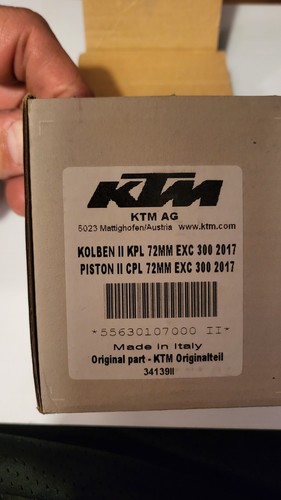 KTM
KTM AG
5023 Mattighofen/Austria www.ktm.com
KOLBEN II KPL 72MM EXC 300 2017
PISTON II CPL 72MM EXC 300 2017
*55630107000 II*
Made in Italy
Original part - KTM Originalteil
34139II